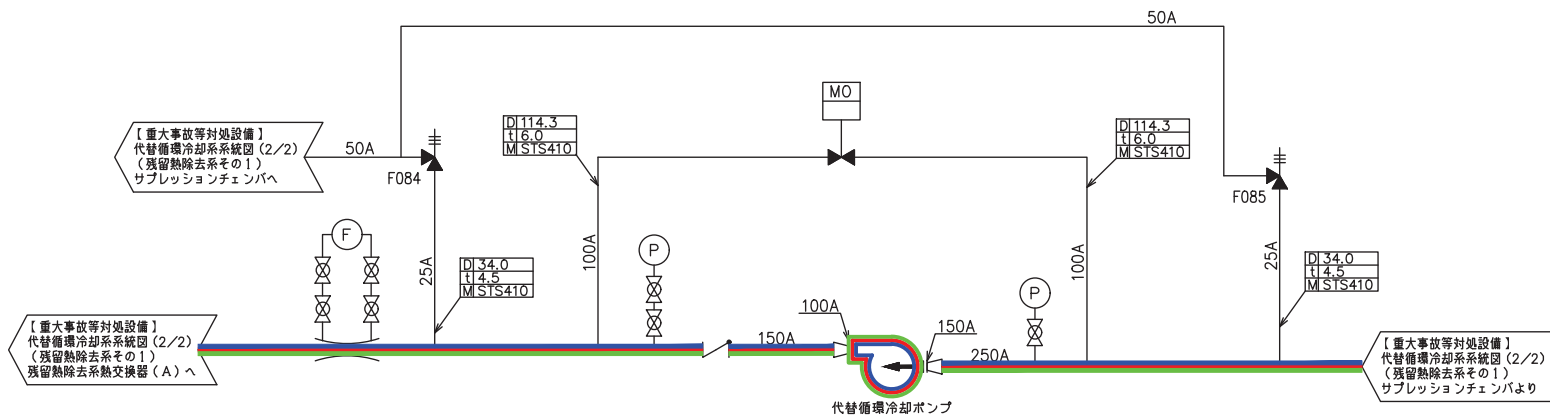 50A
MO
【重大事故等対処設備】
代替循環冷却系系統図(2/2)
(残留熱除去系その1)
サプレッションチェンバへ
50A
F084
D 114.3
t 6.0
M STS410
D 114.3
t 6.0
M STS410
F085
F
25A
D 34.0
t 4.5
M STS410
100A
P
100A
P
25A
D 34.0
t 4.5
M STS410
【重大事故等対処設備】
代替循環冷却系系統図(2/2)
(残留熱除去系その1)
残留熱除去系熱交換器(A)へ
150A
100A
150A
250A
代替循環冷却ポンプ
【重大事故等対処設備】
代替循環冷却系系統図(2/2)
(残留熱除去系その1)
サプレッションチェンバより